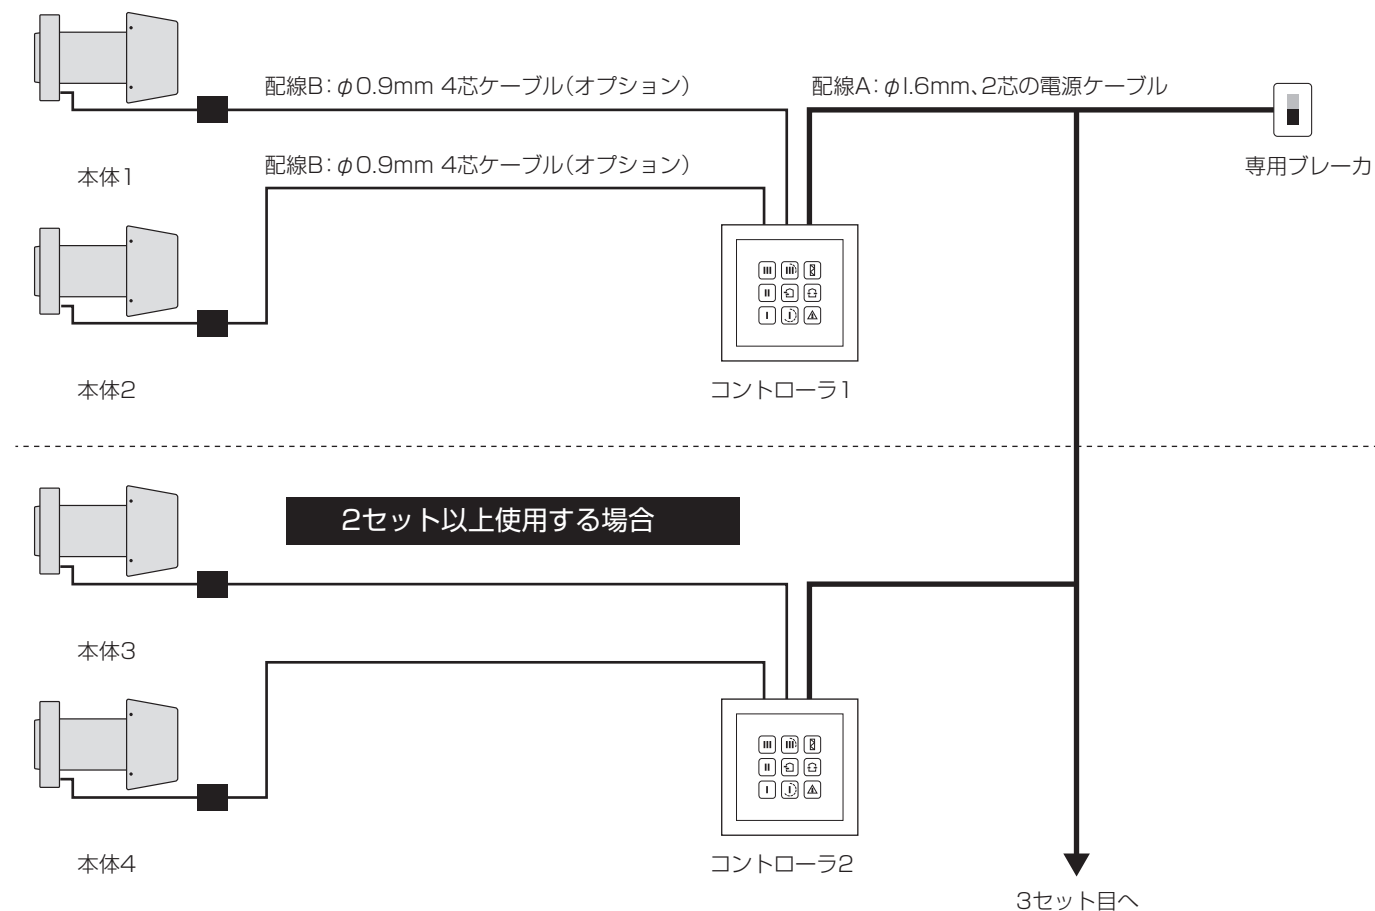 配線B：φ0.9mm 4芯ケーブル（オプション）
配線A：φ1.6mm、2芯の電源ケーブル
本体1
配線B：φ0.9mm 4芯ケーブル（オプション）
専用ブレーカ
本体2
コントローラ1
2セット以上使用する場合
本体3
本体4
コントローラ2
3セット目へ